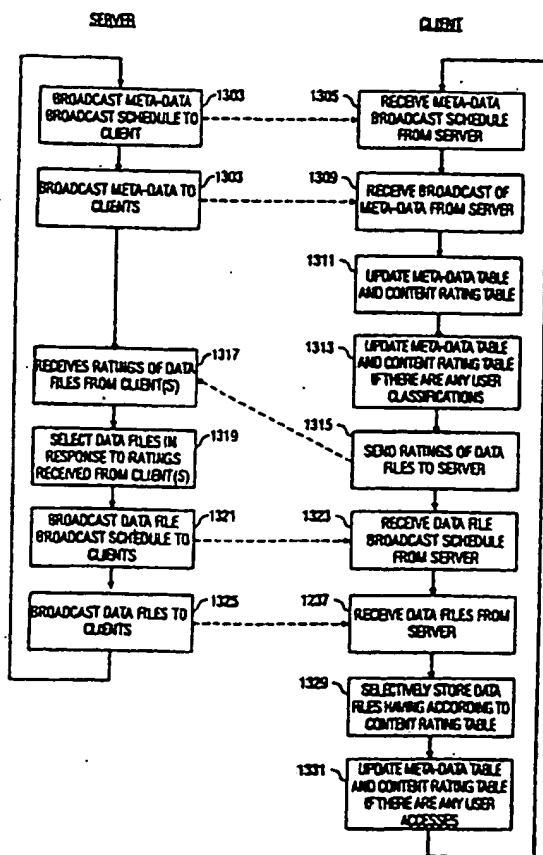 SERVER
CLIENT
1303
BROADCAST META-DATA
BROADCAST SCHEDULE TO
CLIENT
1305
RECEIVE META-DATA
BROADCAST SCHEDULE
FROM SERVER
1303
BROADCAST META-DATA TO
CLIENTS
1309
RECEIVE BROADCAST OF
META-DATA FROM SERVER
1311
UPDATE META-DATA TABLE
AND CONTENT RATING TABLE
1313
UPDATE META-DATA TABLE
AND CONTENT RATING TABLE
IF THERE ARE ANY USER
CLASSIFICATIONS
1317
RECEIVES RATINGS OF DATA
FILES FROM CLIENT(S)
1315
SEND RATINGS OF DATA
FILES TO SERVER
1319
SELECT DATA FILES IN
RESPONSE TO RATINGS
RECEIVED FROM CLIENT(S)
1321
BROADCAST DATA FILE
BROADCAST SCHEDULE TO
CLIENTS
1323
RECEIVE DATA FILE
BROADCAST SCHEDULE
FROM SERVER
1325
BROADCAST DATA FILES TO
CLIENTS
1237
RECEIVE DATA FILES FROM
SERVER
1329
SELECTIVELY STORE DATA
FILES HAVING ACCORDING TO
CONTENT RATING TABLE
1331
UPDATE META-DATA TABLE
AND CONTENT RATING TABLE
IF THERE ARE ANY USER
ACCESSES